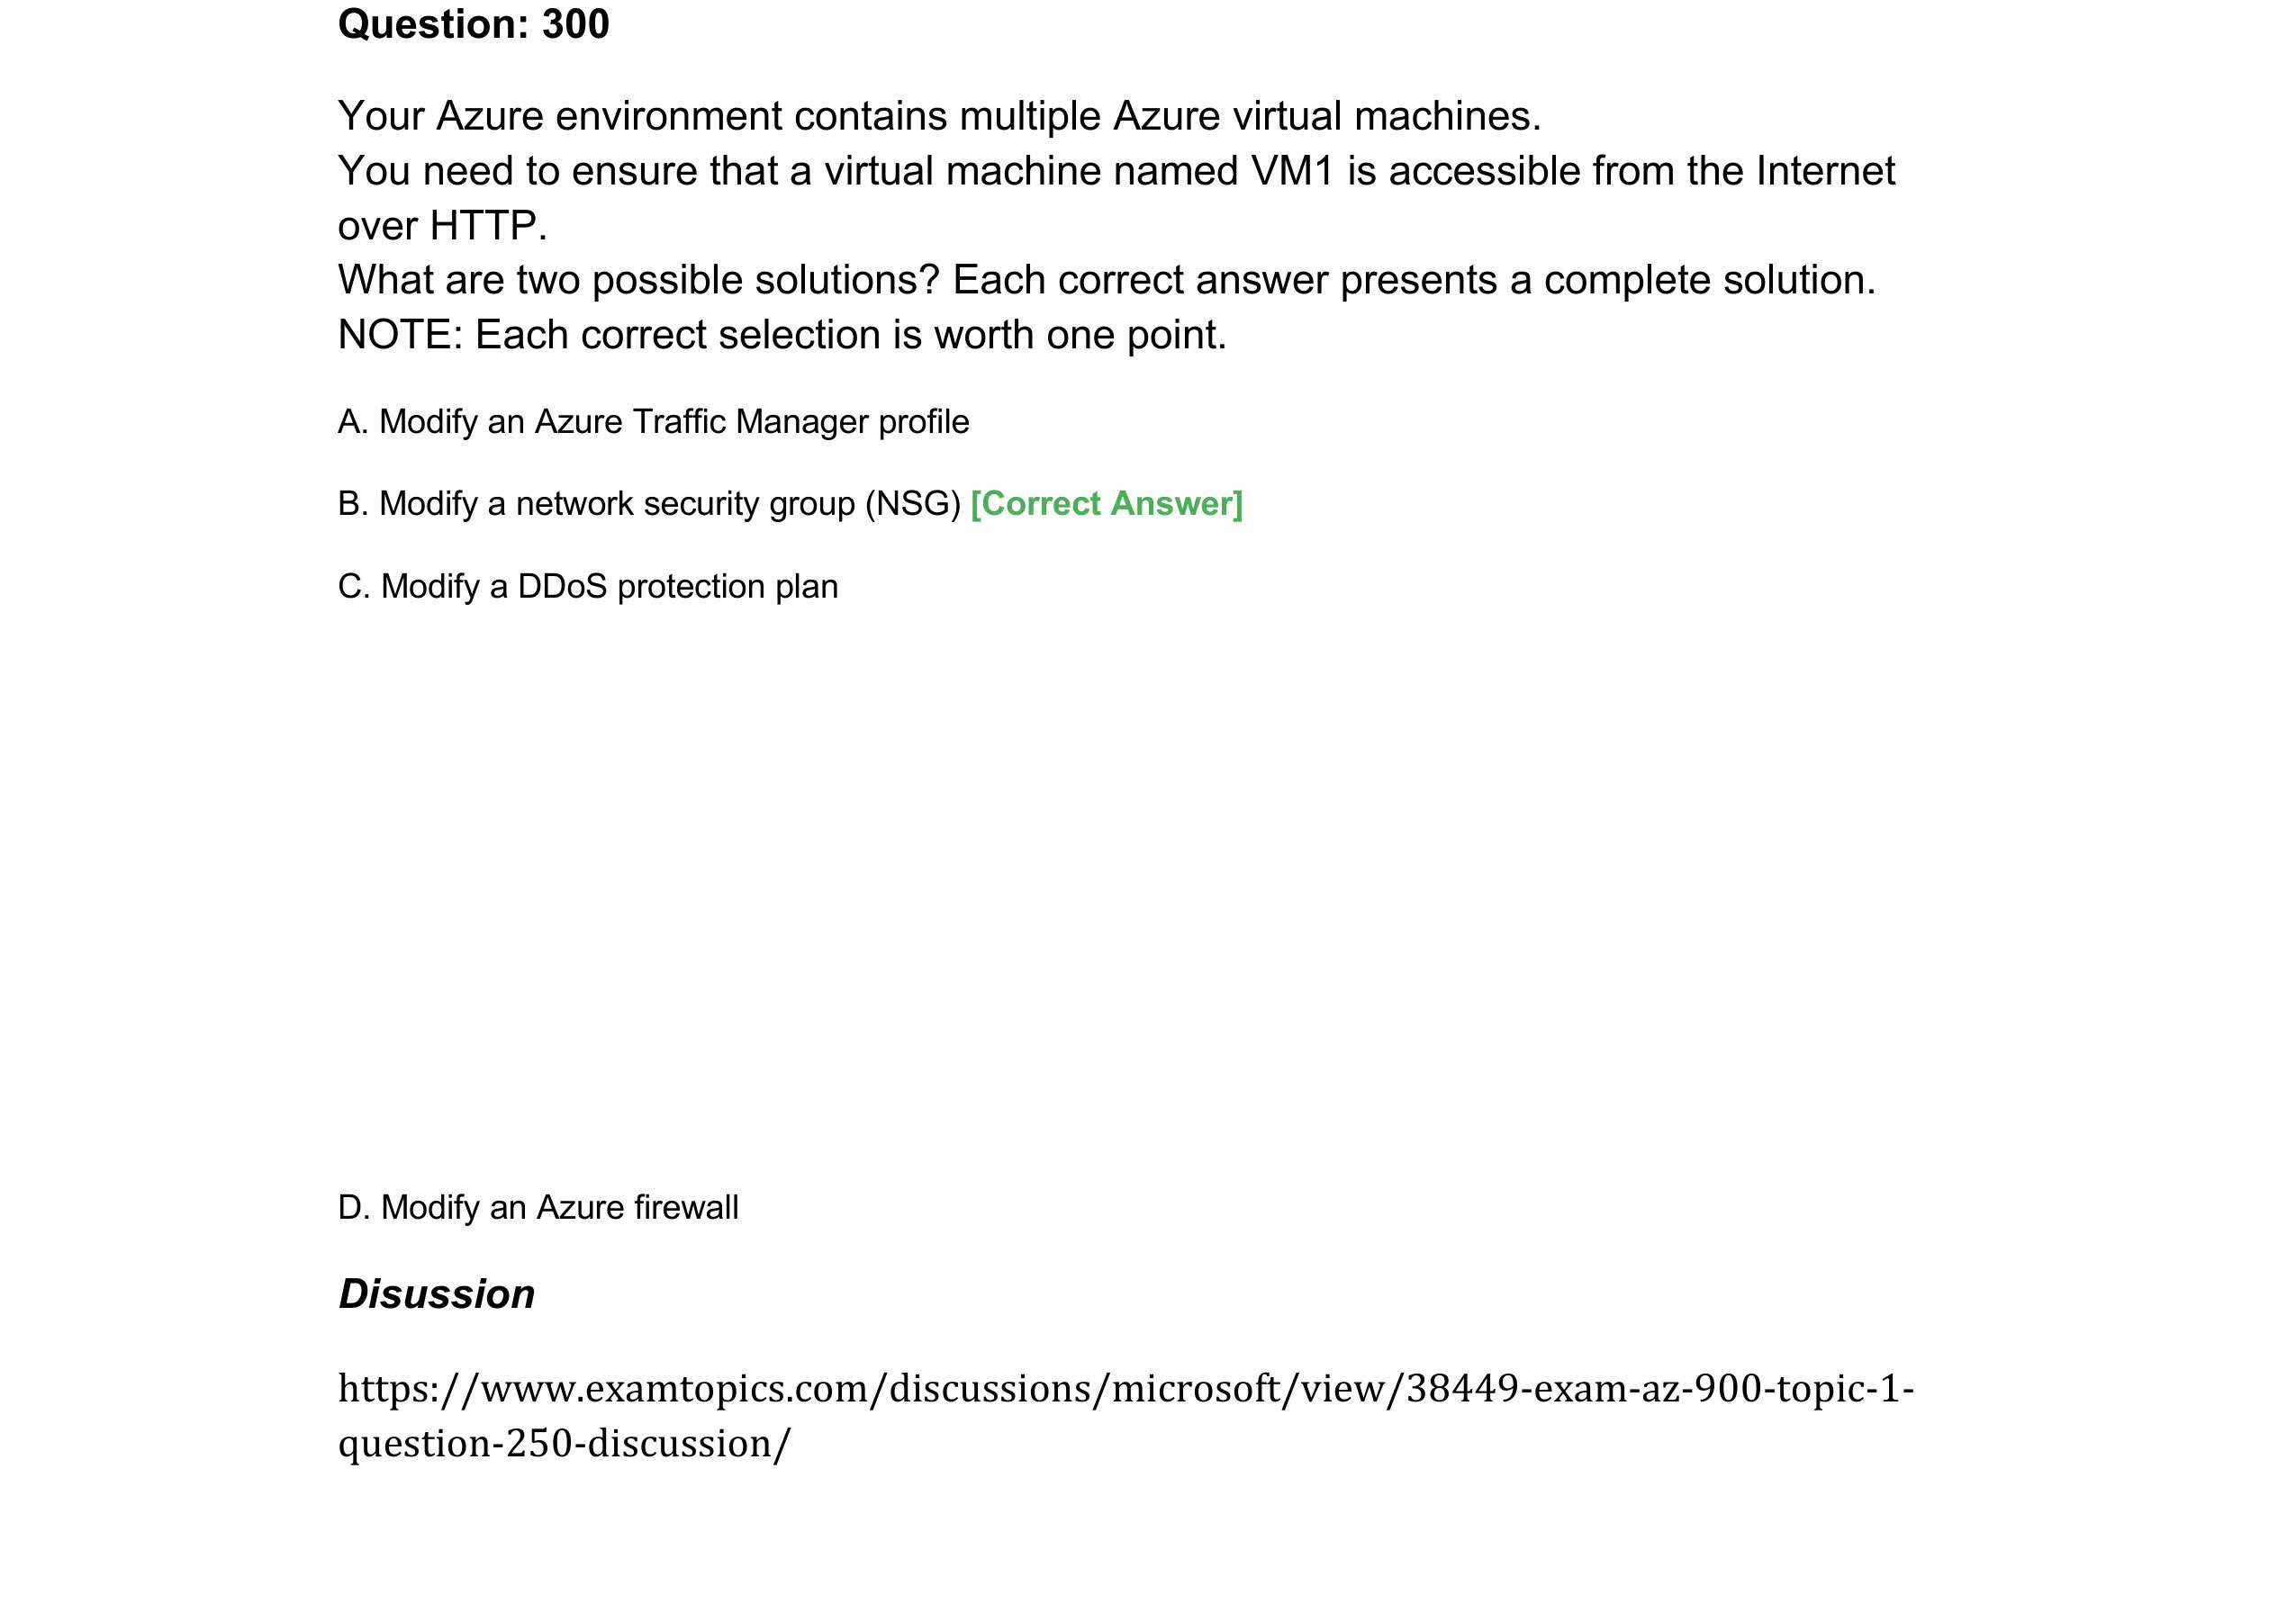 Question: 300
Your Azure environment contains multiple Azure virtual machines.
You need to ensure that a virtual machine named VM1 is accessible from the Internet
over HTTP.
What are two possible solutions? Each correct answer presents a complete solution.
NOTE: Each correct selection is worth one point.
A. Modify an Azure Traffic Manager profile
B. Modify a network security group (NSG) [Correct Answer]
C. Modify a DDoS protection plan
D. Modify an Azure firewall
Disussion
https://www.examtopics.com/discussions/microsoft/view/38449-exam-az-900-topic-1-
question-250-discussion/